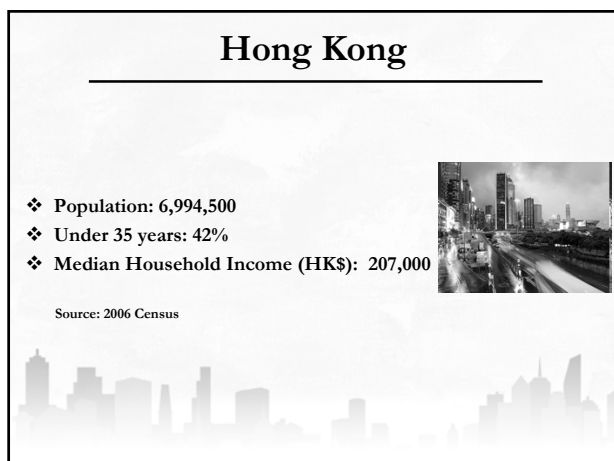 Hong Kong
❖ Population: 6,994,500
❖ Under 35 years: 42%
❖ Median Household Income (HK$): 207,000
Source: 2006 Census